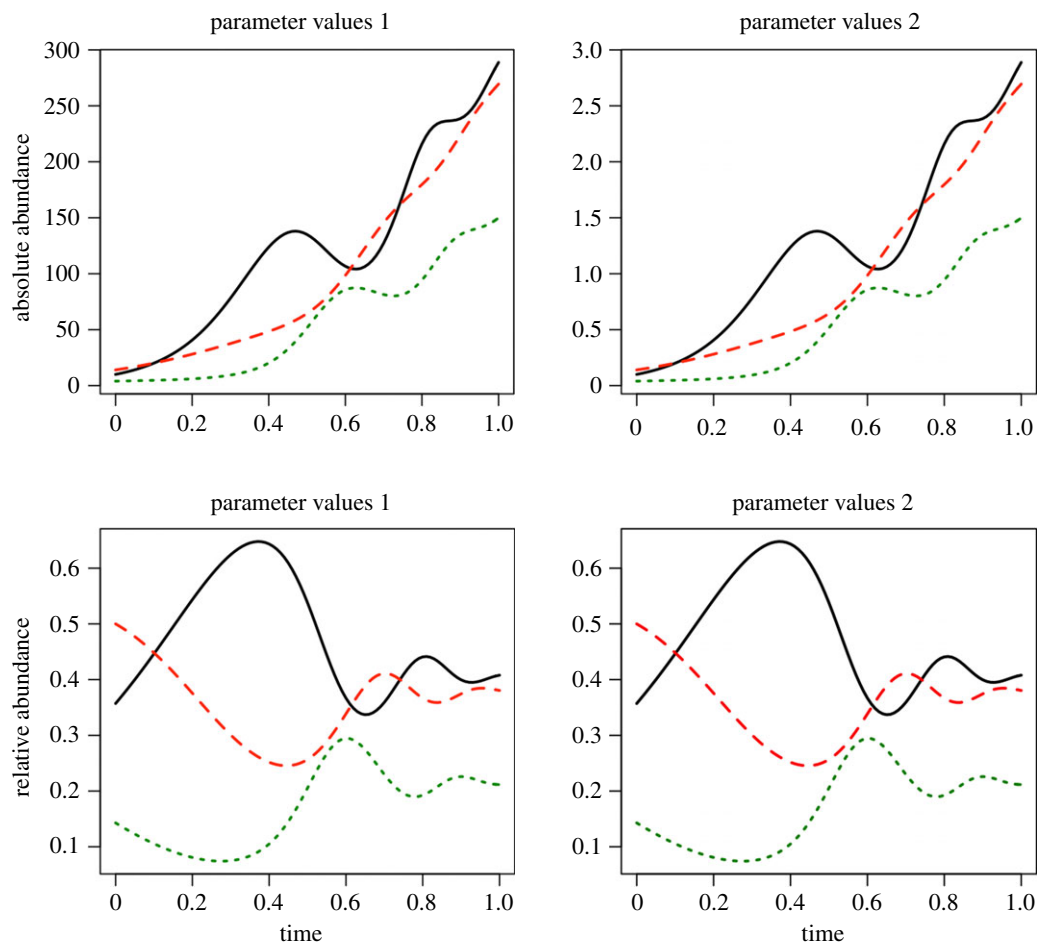 parameter values 1
parameter values 2
absolute abundance
300
250
200
150
100
50
0
0 0.2 0.4 0.6 0.8 1.0
3.0
2.5
2.0
1.5
1.0
0.5
0
0 0.2 0.4 0.6 0.8 1.0
parameter values 1
parameter values 2
relative abundance
0.6
0.5
0.4
0.3
0.2
0.1
0 0.2 0.4 0.6 0.8 1.0
time
0.6
0.5
0.4
0.3
0.2
0.1
0 0.2 0.4 0.6 0.8 1.0
time